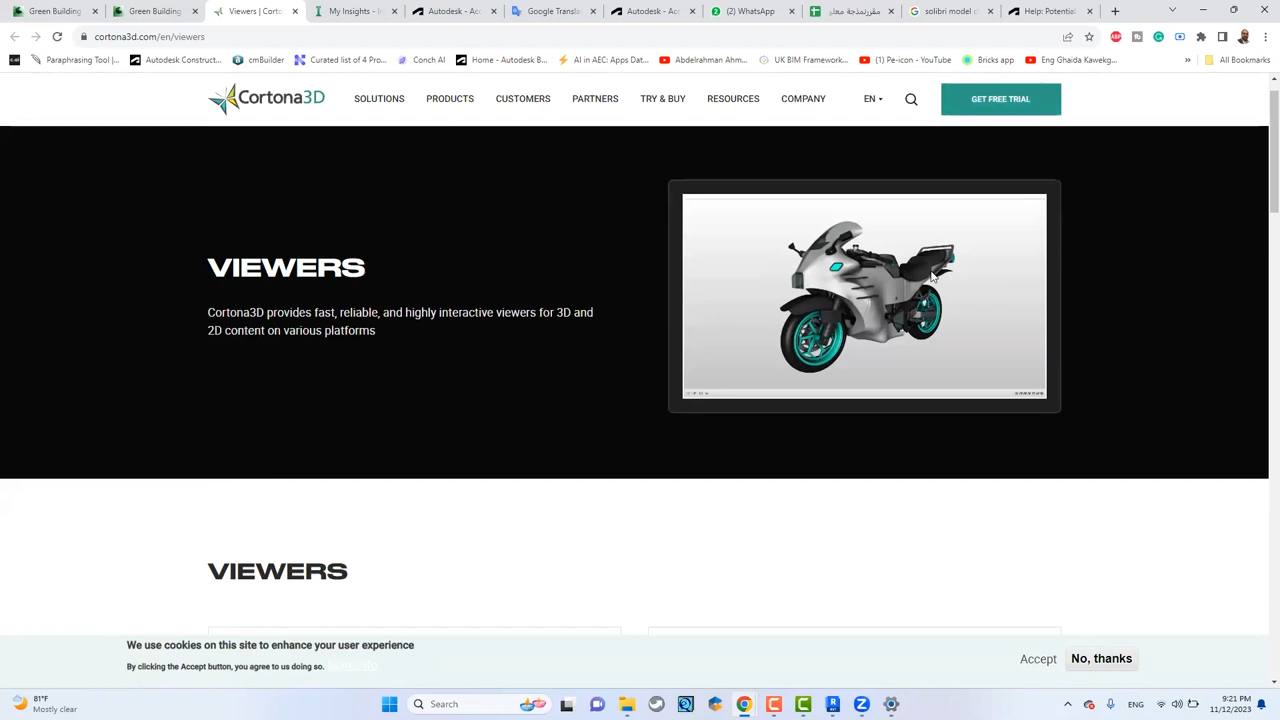 Green Building
Green Building
Viewers |
My Insights - In
Autodesk - Acc
Google Transla
Autodesk - Acc
(2) WhatsApp
مقررنمذجة معلو
solibri model c
Help: Potential
cortona3d.com/en/viewers
Paraphrasing Tool |...
Autodesk Construct...
cmBuilder
Curated list of 4 Pro...
Conch AI
Home - Autodesk B...
AI in AEC: Apps Dat...
Abdelrahman Ahm...
UK BIM Framework...
(1) Pe-icon - YouTube
Bricks app
Eng Ghaida Kawekg...
»
All Bookmarks
Cortona3D
SOLUTIONS
PRODUCTS
CUSTOMERS
PARTNERS
TRY & BUY
RESOURCES
COMPANY
EN
GET FREE TRIAL
VIEWERS
Cortona3D provides fast, reliable, and highly interactive viewers for 3D and
2D content on various platforms
VIEWERS
We use cookies on this site to enhance your user experience
By clicking the Accept button, you agree to us doing so.
Accept
No, thanks
81°F
Mostly clear
Search
ENG
9:21 PM
11/12/2023